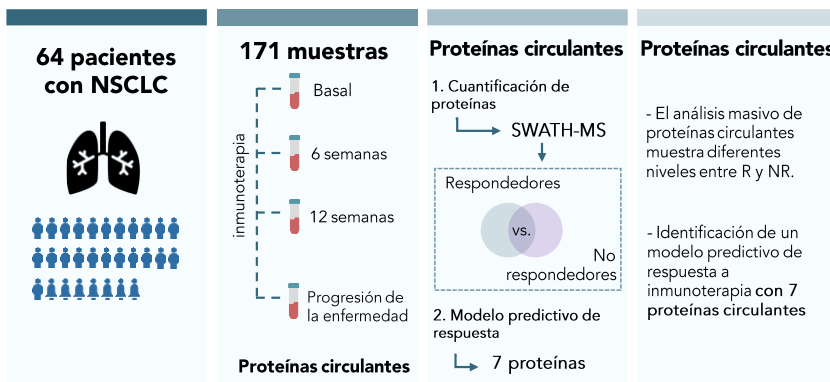 64 pacientes
con NSCLC
171 muestras
inmunoterapia
Basal
6 semanas
12 semanas
Progresión de
la enfermedad
Proteínas circulantes
Proteínas circulantes
1. Cuantificación de
proteínas
SWATH-MS
Respondedores
vs.
No
respondedores
2. Modelo predictivo de
respuesta
7 proteínas
Proteínas circulantes
- El análisis masivo de
proteínas circulantes
muestra diferentes
niveles entre R y NR.
- Identificación de un
modelo predictivo de
respuesta a
inmunoterapia con 7
proteínas circulantes